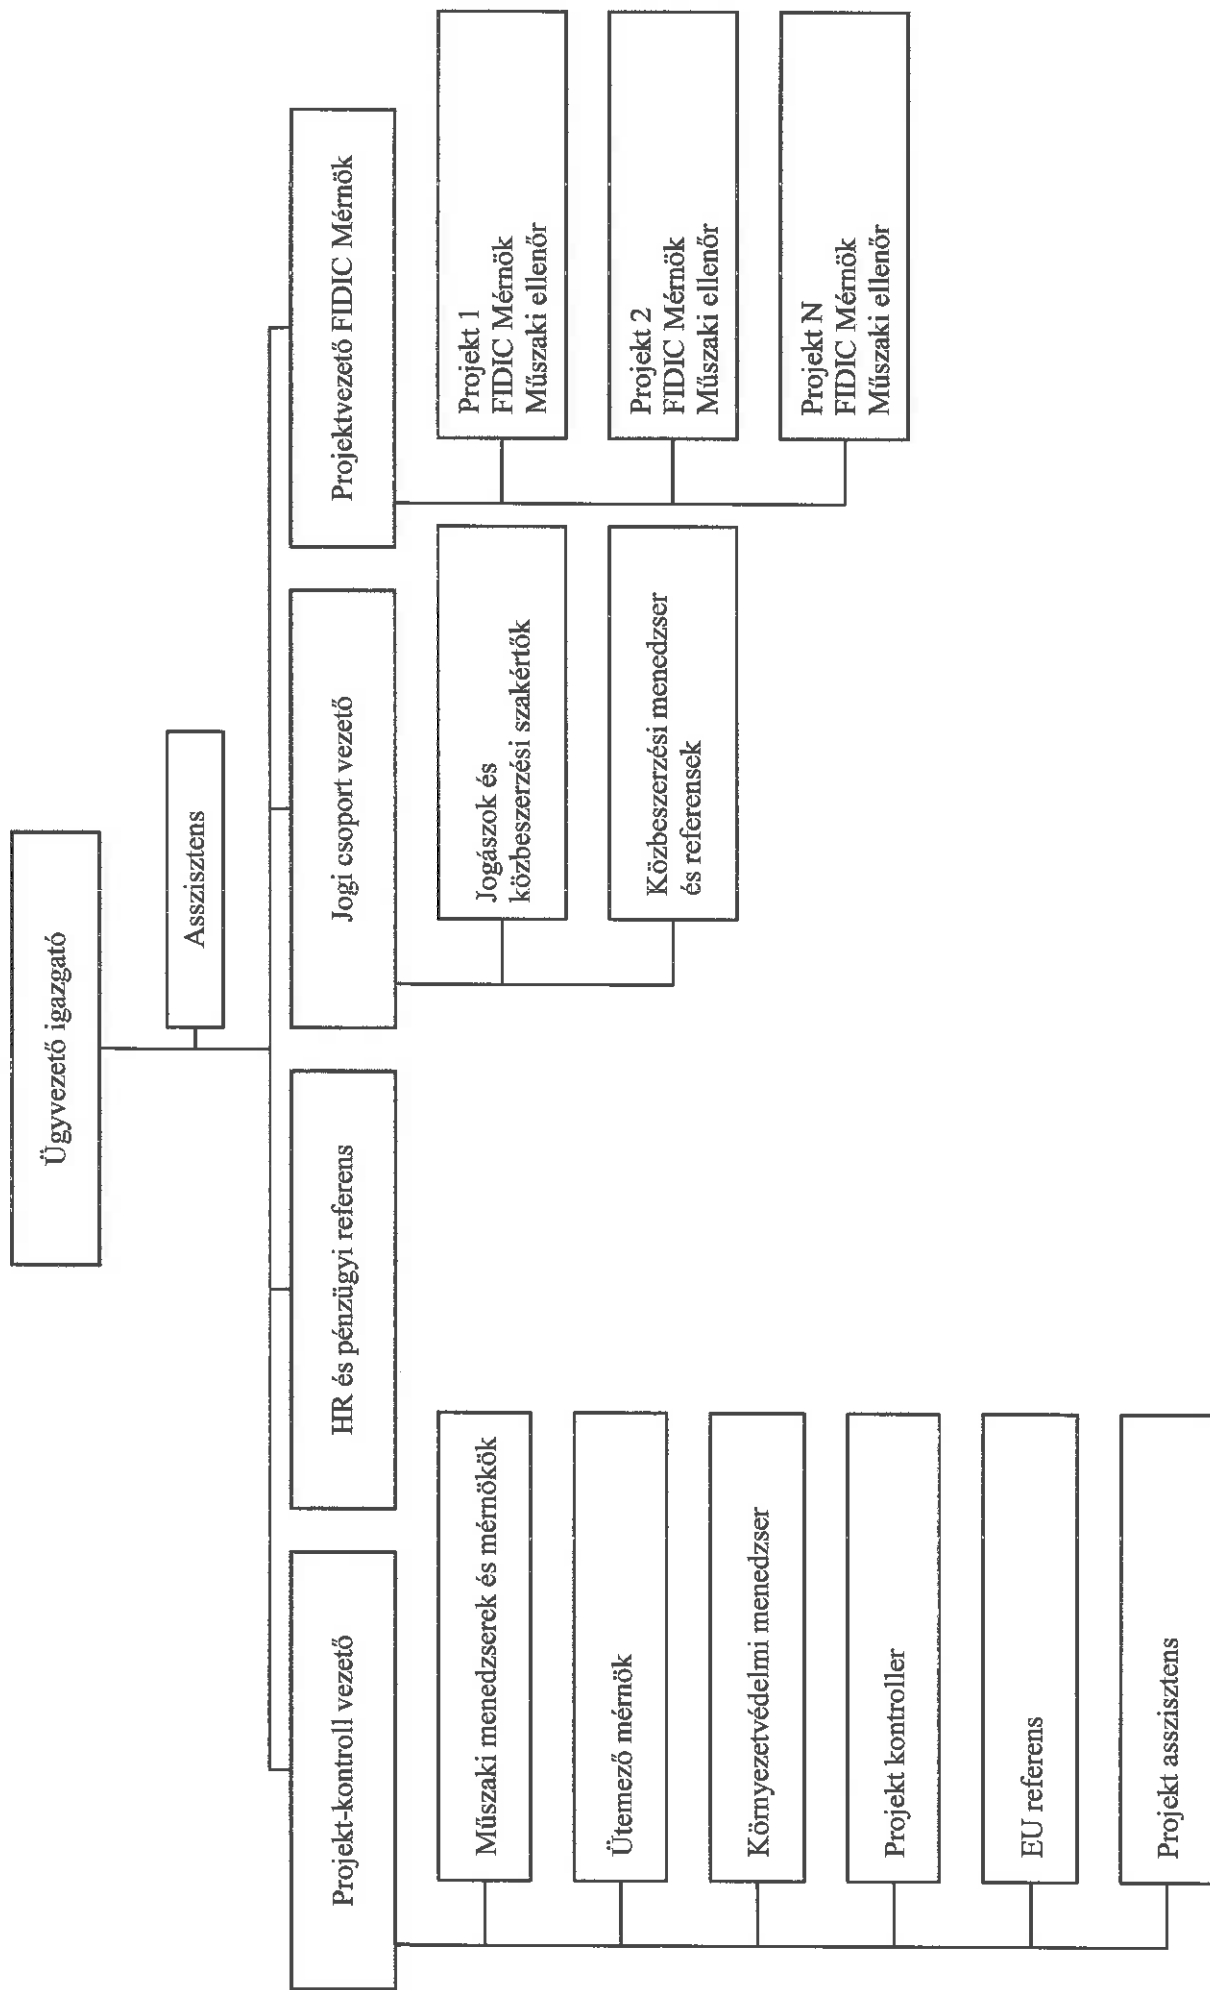 Ügyvezető igazgató
Asszisztens
Projekt-kontroll vezető
HR és pénzügyi referens
Jogi csoport vezető
Projektvezető FIDIC Mérnök
Műszaki menedzserek és mérnökök
Ütemező mérnök
Környezetvédelmi menedzser
Projekt kontroller
EU referens
Projekt asszisztens
Jogászok és
közbeszerzési szakértők
Közbeszerzési menedzser
és referensek
Projekt 1
FIDIC Mérnök
Műszaki ellenőr
Projekt 2
FIDIC Mérnök
Műszaki ellenőr
Projekt N
FIDIC Mérnök
Műszaki ellenőr